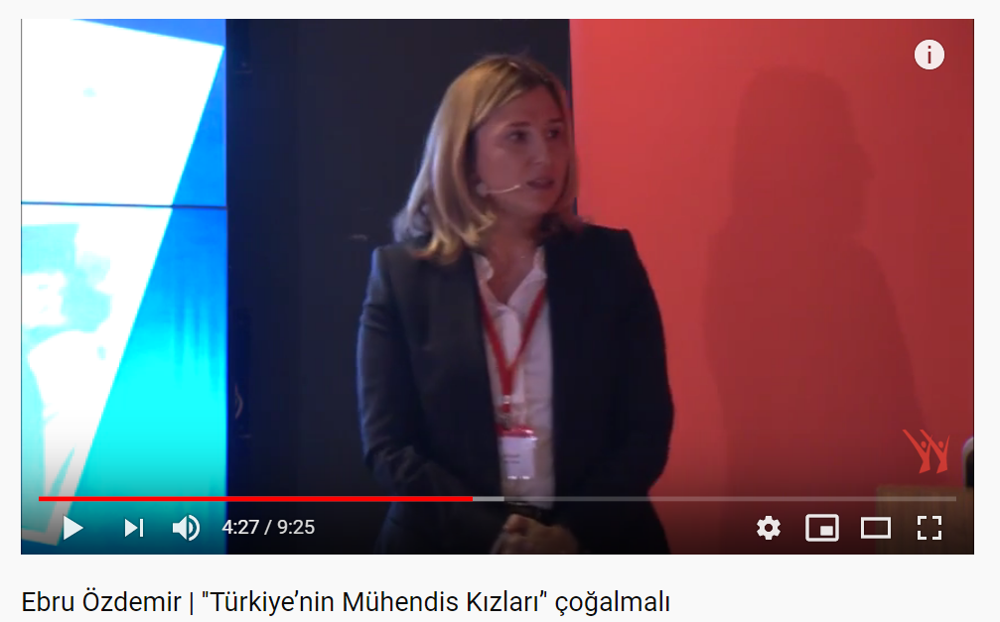 i
4:27 / 9:25
Ebru Özdemir | "Türkiye’nin Mühendis Kızları” çoğalmalı